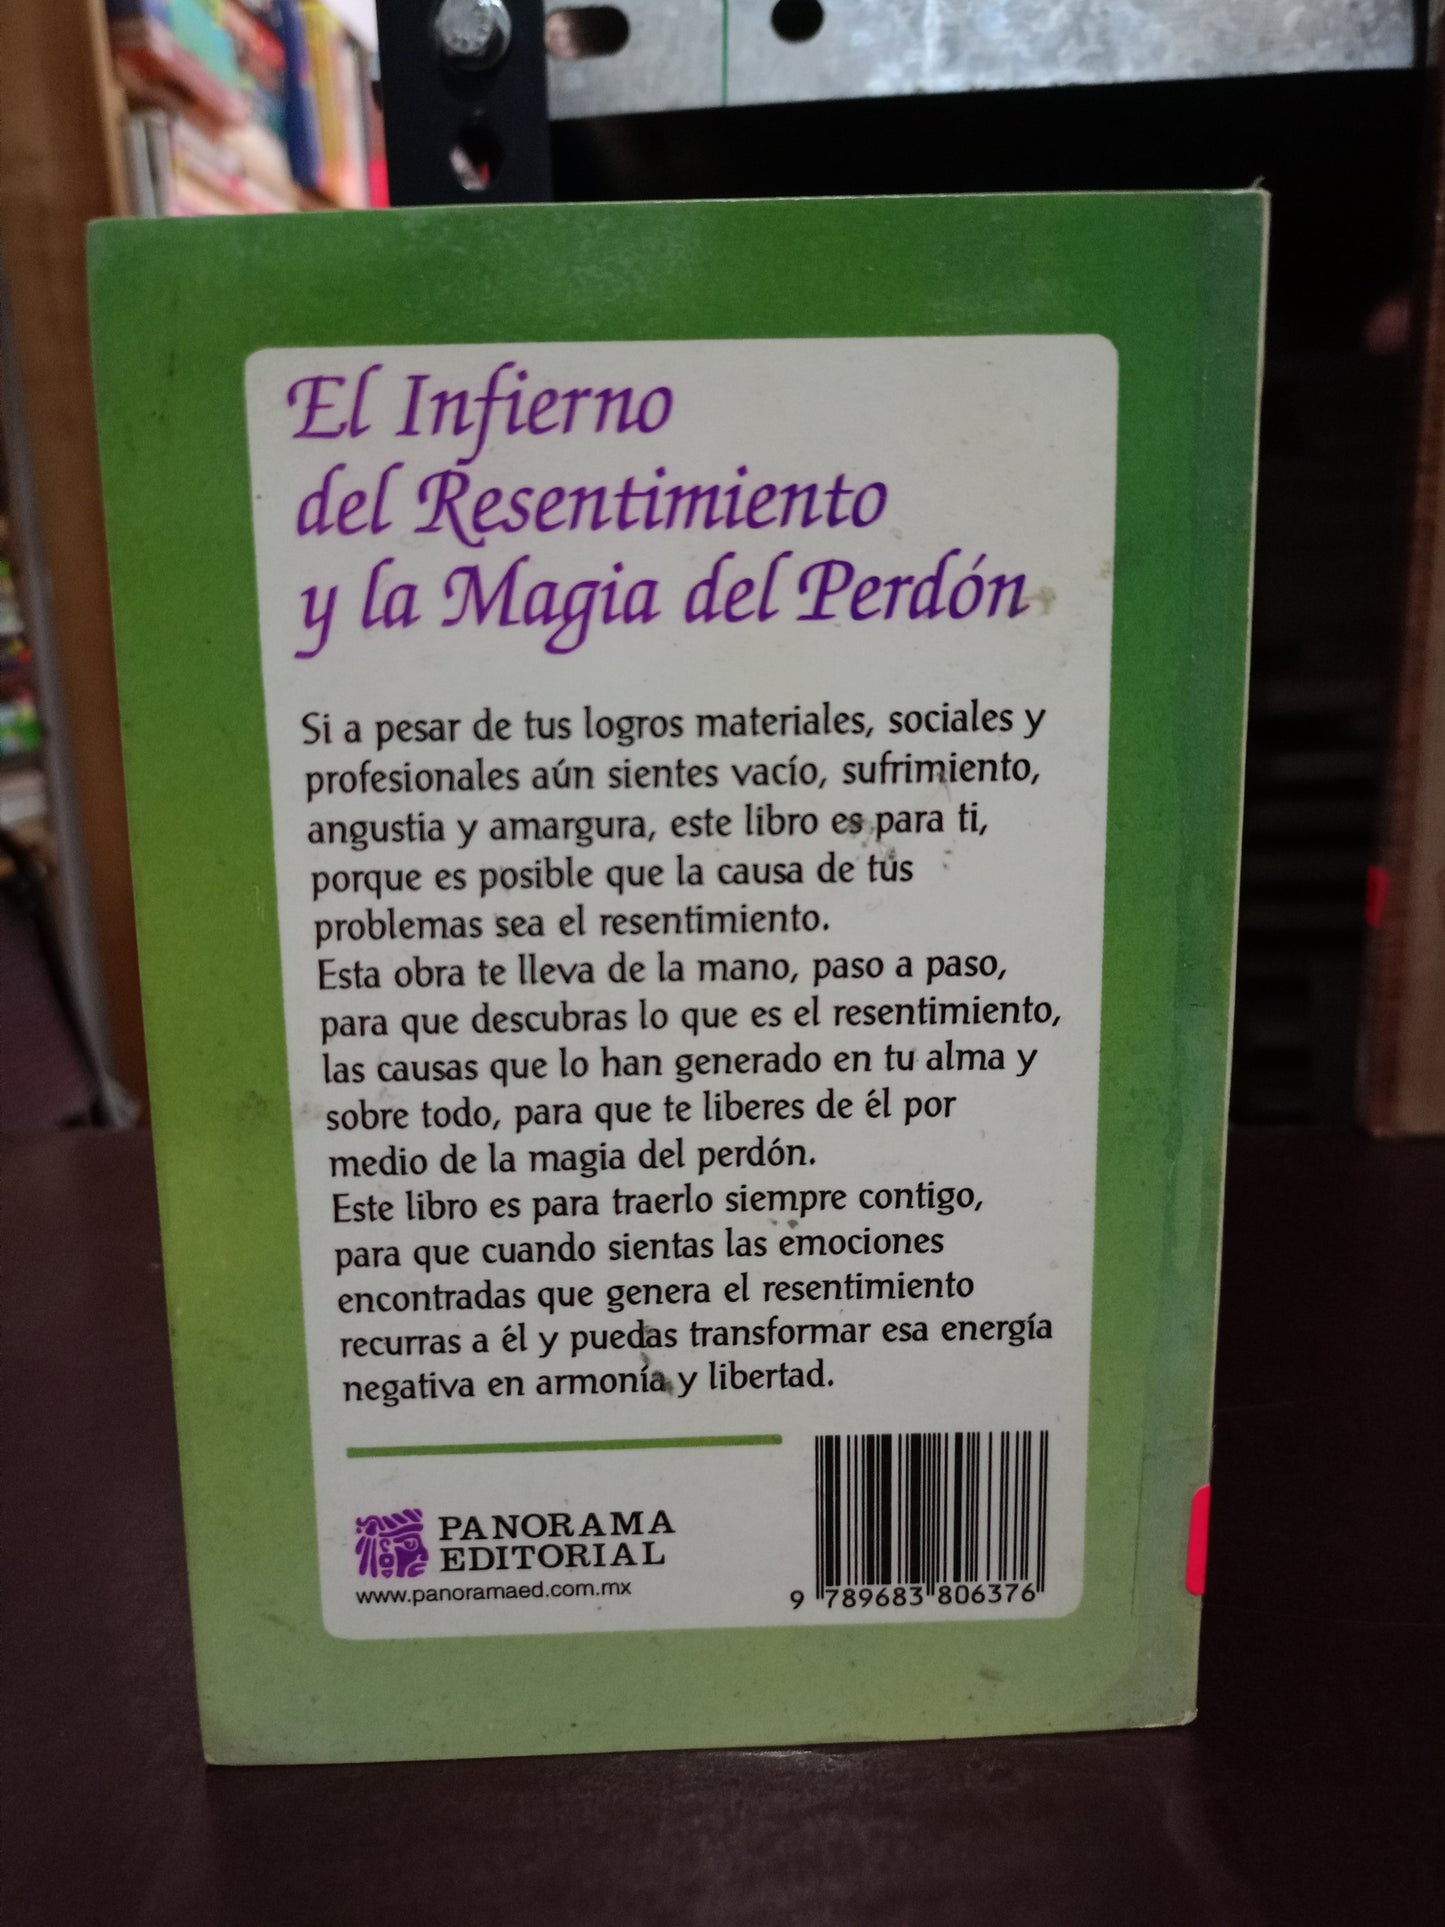 El Infierno
del Resentimiento
y la Magia del Perdón
Si a pesar de tus logros materiales, sociales y
profesionales aún sientes vacío, sufrimiento,
angustia y amargura, este libro es para ti,
porque es posible que la causa de tus
problemas sea el resentimiento.
Esta obra te lleva de la mano, paso a paso,
para que descubras lo que es el resentimiento,
las causas que lo han generado en tu alma y
sobre todo, para que te liberes de él por
medio de la magia del perdón.
Este libro es para traerlo siempre contigo,
para que cuando sientas las emociones
encontradas que genera el resentimiento
recurras a él y puedas transformar esa energía
negativa en armonía y libertad.
PANORAMA
EDITORIAL
www.panoramaed.com.mx
9 789683 806376